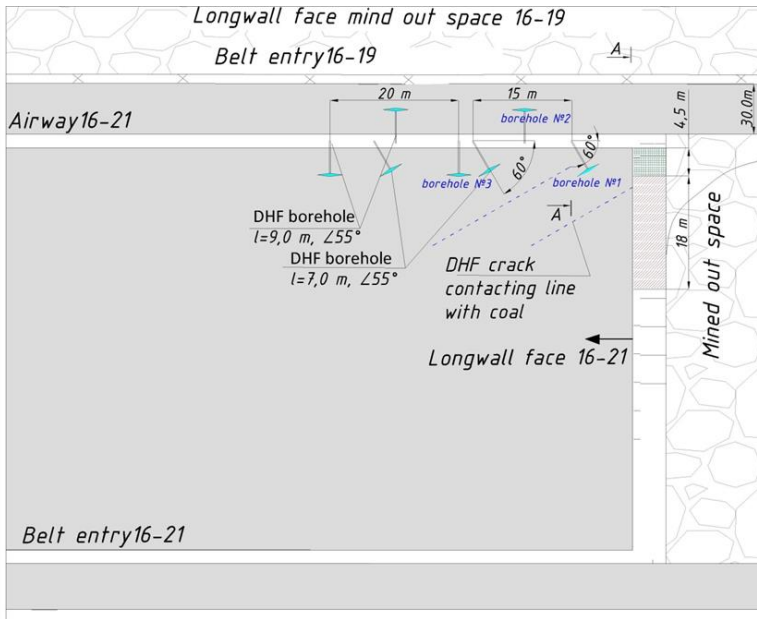 Longwall face mind out space 16-19
Belt entry16-19
A
20 m
15 m
4,5 m
30.0m
Airway16-21
borehole №2
60°
60°
borehole №3
borehole №1
DHF borehole
l=9,0 m, ∠55°
A
18 m
DHF borehole
l=7,0 m, ∠55°
DHF crack
contacting line
with coal
Mined out space
Longwall face 16-21
Belt entry16-21